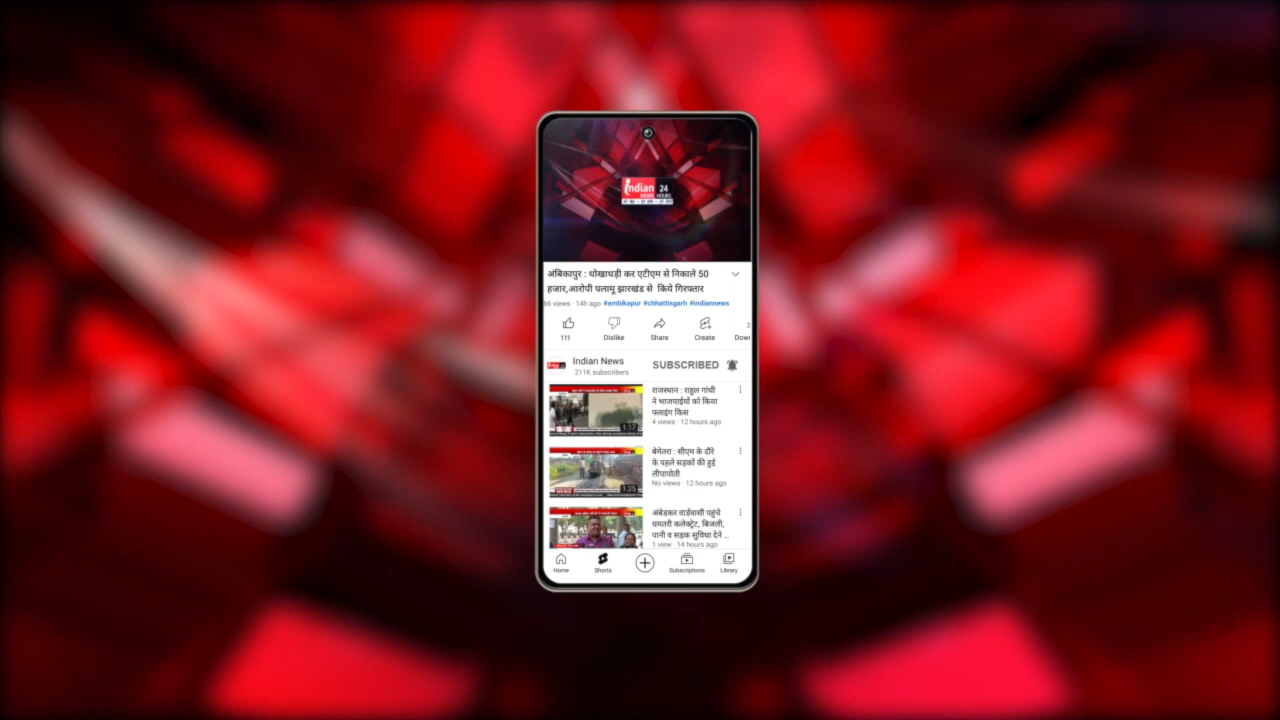 Indian 24
NEWS HOURS
अंबिकापुर : धोखाधड़ी कर एटीएम से निकाले 50
हजार,आरोपी पलामू झारखंड से किये गिरफ्तार
66 views · 14h ago #ambikapur #chhattisgarh #indiannews
111 Dislike Share Create Down
Indian News
211K subscribers
SUBSCRIBED
राजस्थान : राहुल गांधी
ने भाजपाईयों को किया
फ्लाइंग किस
4 views · 12 hours ago
1:17
बेमेतरा : सीएम के दौरे
के पहले सड़कों की हुई
लीपापोती
No views · 12 hours ago
1:25
अंबेडकर वार्डवासी पहुंचे
धमतरी कलेक्ट्रेट, बिजली,
पानी व सड़क सुविधा देने ...
1 view · 14 hours ago
Home Shorts Subscriptions Library